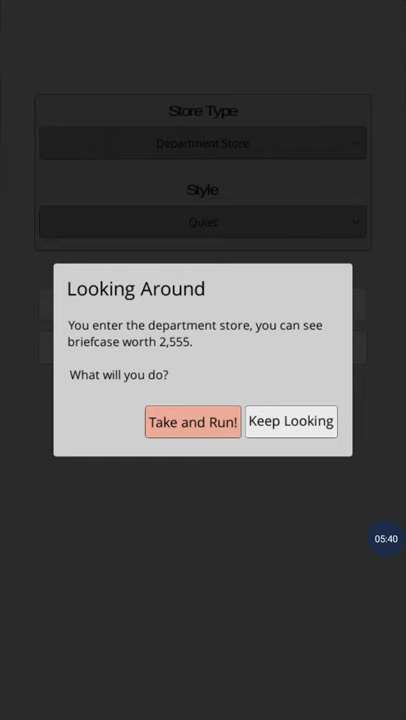 Store Type
Department Store
Style
Quiet
Looking Around
You enter the department store, you can see
briefcase worth 2,555.
What will you do?
Take and Run!
Keep Looking
05:40